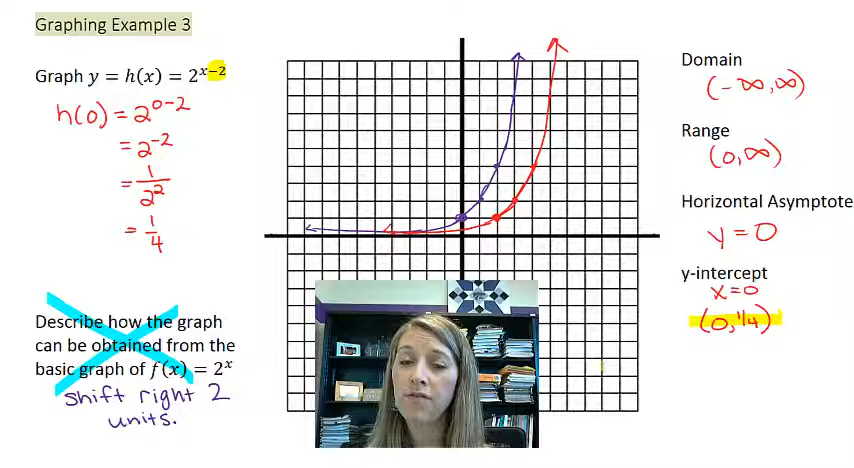 Graphing Example 3
Graph y = h(x) = 2^(x−2)
h(0) = 2^(0−2)
= 2^(−2)
= 1/2^2
= 1/4
Describe how the graph
can be obtained from the
basic graph of f(x) = 2^x
shift right 2
units.
Domain
(-∞,∞)
Range
(0,∞)
Horizontal Asymptote
y = 0
y-intercept
x=0
(0, 1/4)